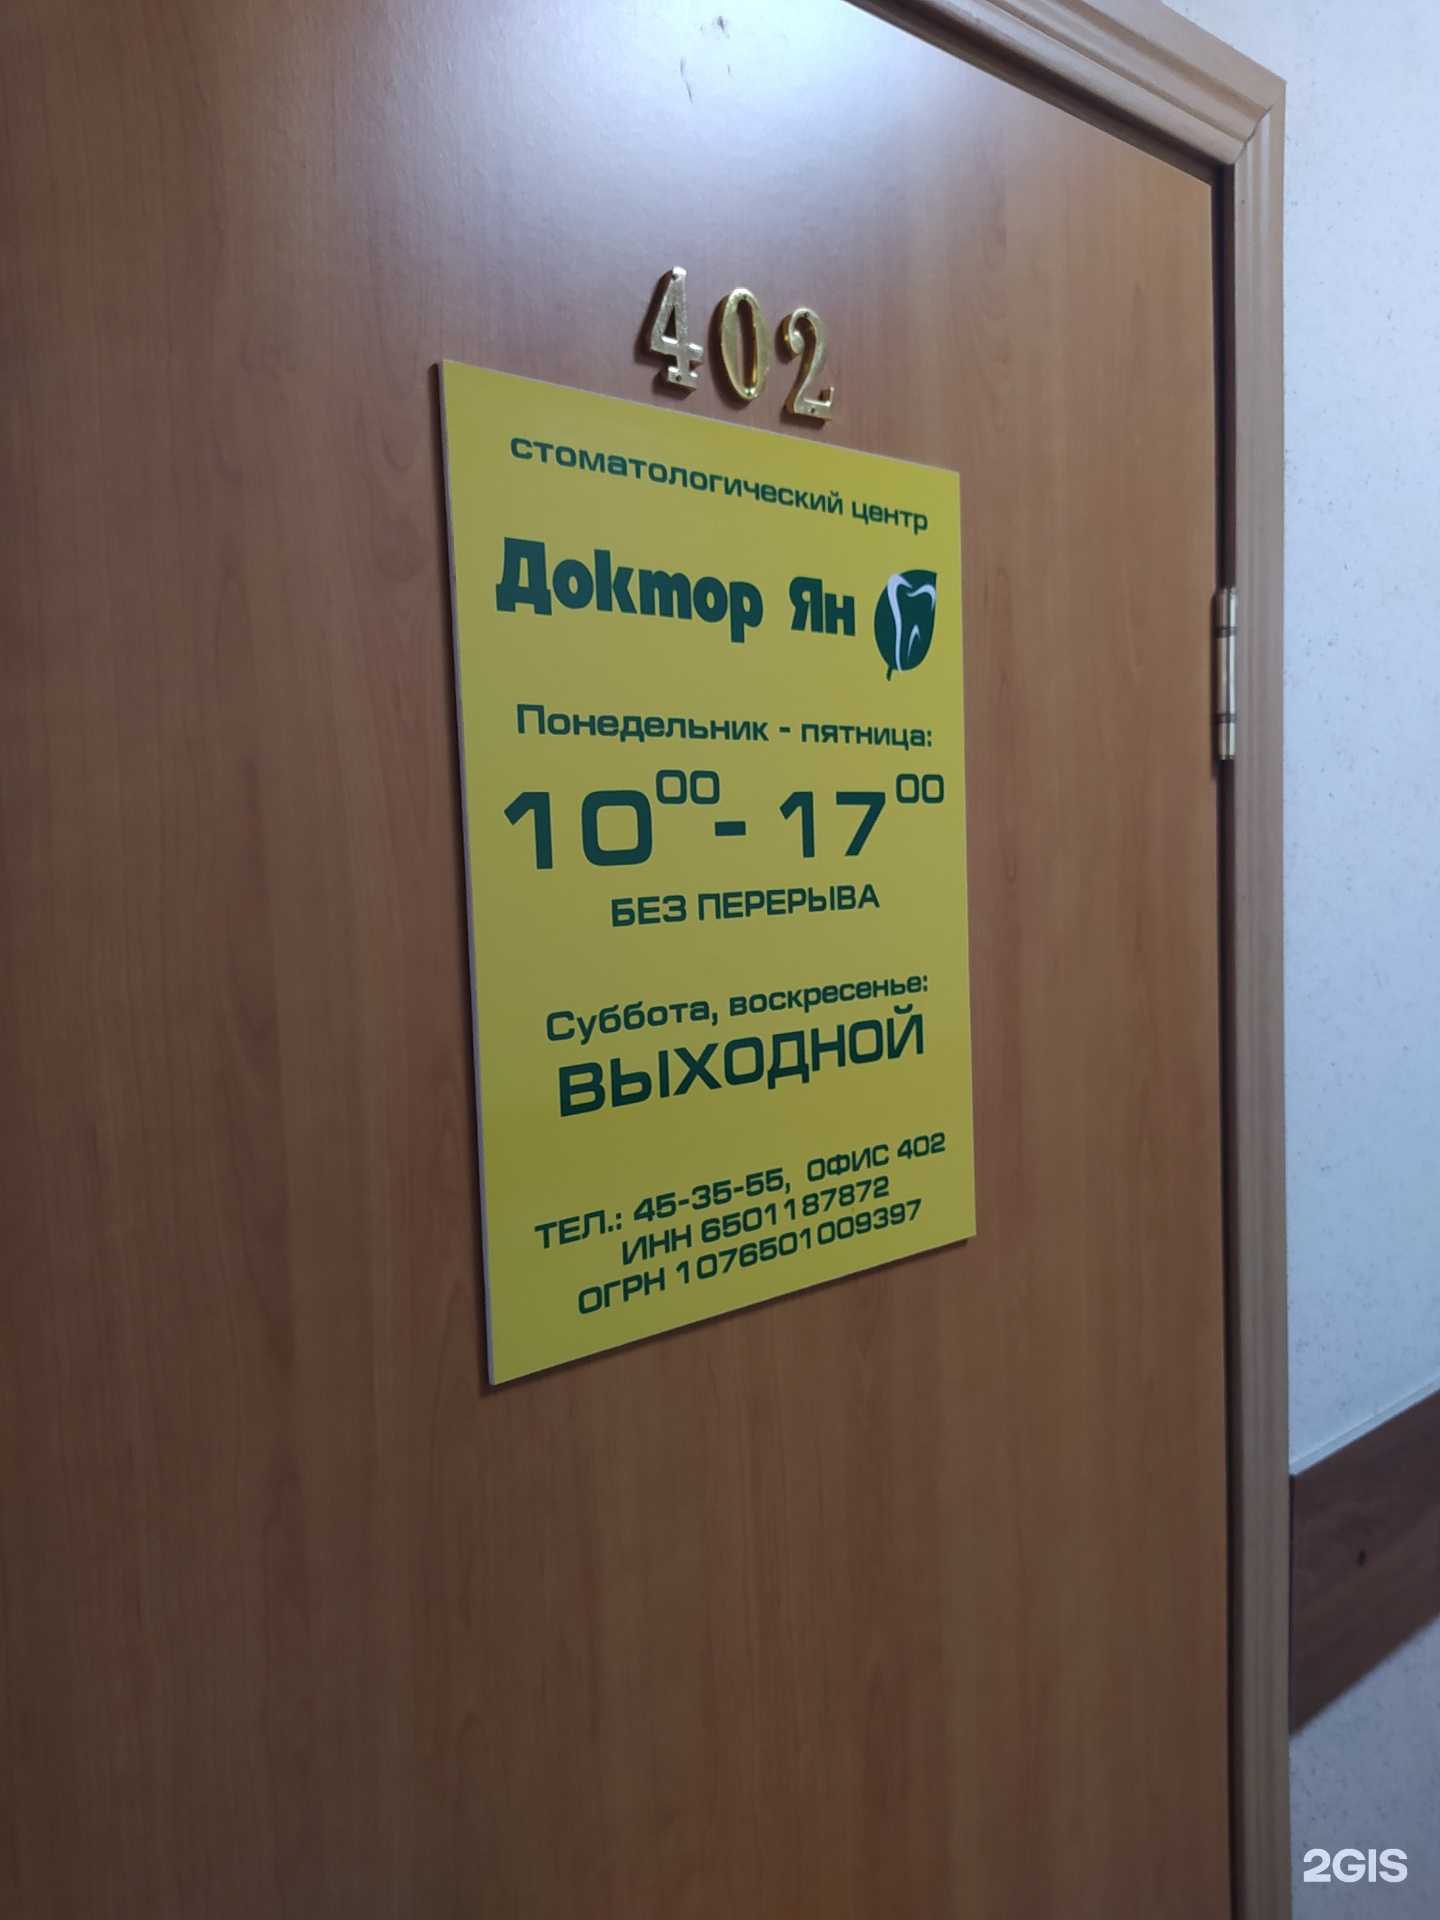 402
стоматологический центр
Доктор Ян
Понедельник - пятница:
10⁰⁰ - 17⁰⁰
БЕЗ ПЕРЕРЫВА
Суббота, воскресенье:
ВЫХОДНОЙ
ТЕЛ.: 45-35-55, ОФИС 402
ИНН 6501187872
ОГРН 1076501009397
2GIS